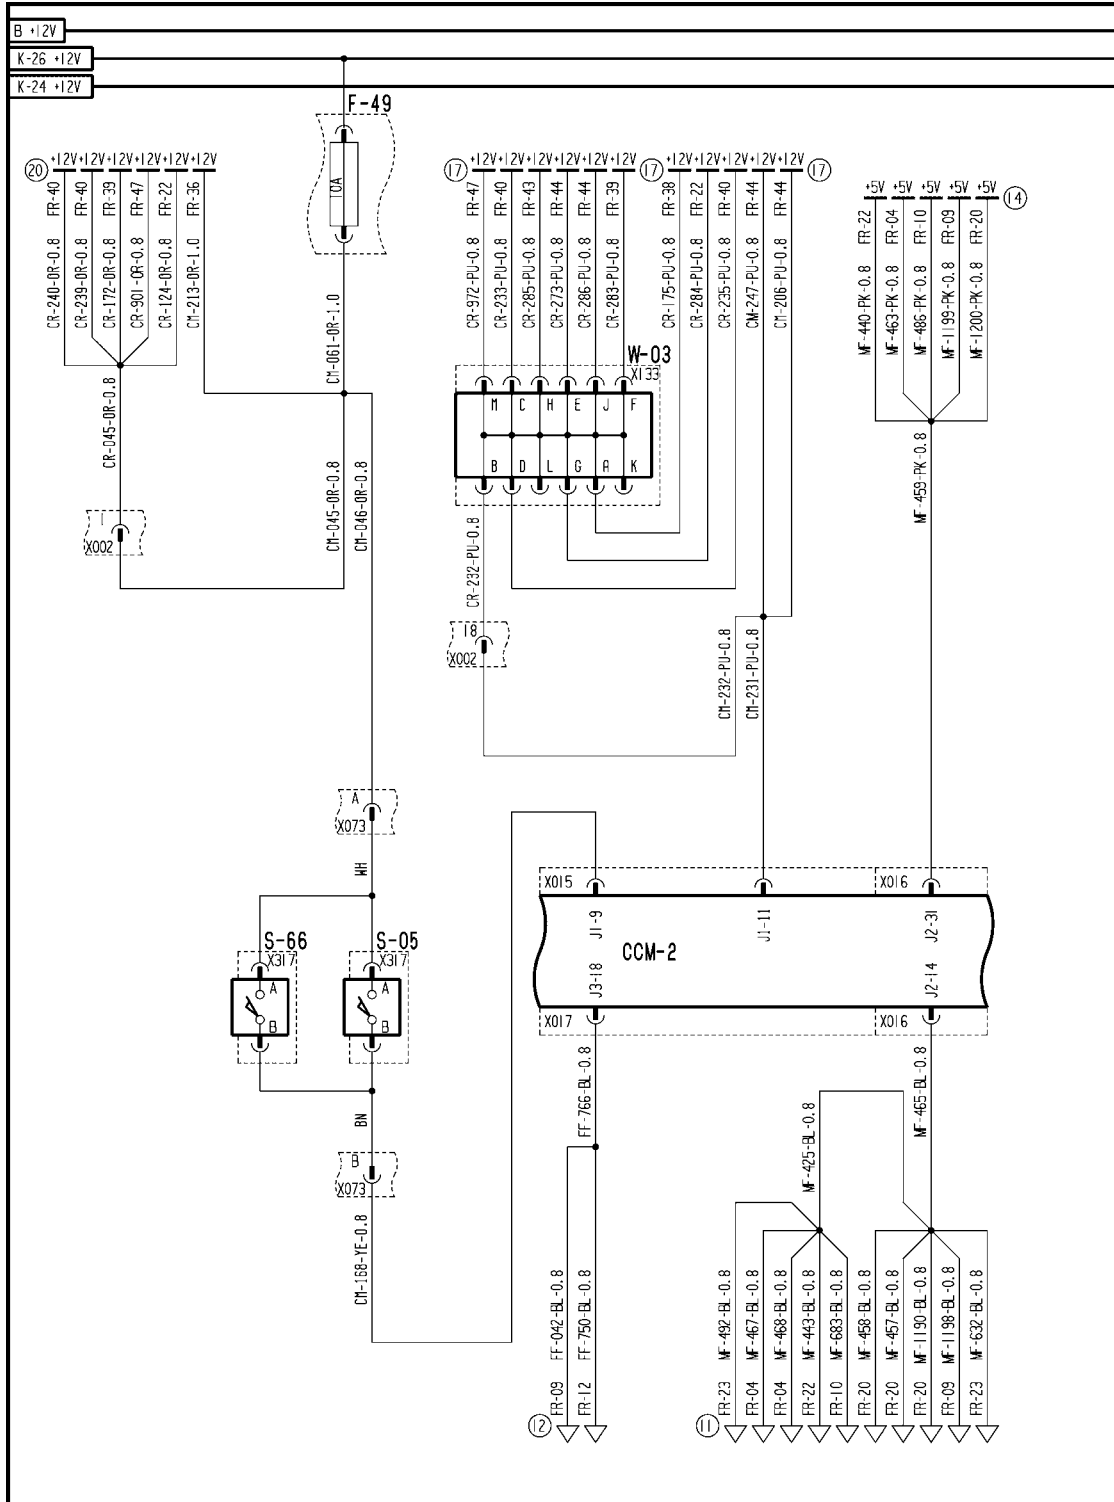 B +12V
K-26 +12V
K-24 +12V
F-49
10A
20
+12V +12V +12V +12V +12V +12V
FR-40
FR-40
FR-39
FR-47
FR-22
FR-36
CR-240-OR-0.8
CR-239-OR-0.8
CR-172-OR-0.8
CR-901-OR-0.8
CR-124-OR-0.8
CM-213-OR-1.0
CM-061-OR-1.0
17
+12V +12V +12V +12V +12V +12V
FR-47
FR-40
FR-43
FR-44
FR-44
FR-39
CR-972-PU-0.8
CR-233-PU-0.8
CR-285-PU-0.8
CR-273-PU-0.8
CR-286-PU-0.8
CR-283-PU-0.8
17
+12V +12V +12V +12V +12V
17
FR-38
FR-22
FR-40
FR-44
FR-44
CR-175-PU-0.8
CR-284-PU-0.8
CR-235-PU-0.8
CM-247-PU-0.8
CM-206-PU-0.8
+5V +5V +5V +5V +5V
14
FR-22
FR-04
FR-10
FR-09
FR-20
MF-440-PK-0.8
MF-463-PK-0.8
MF-486-PK-0.8
MF-1199-PK-0.8
MF-1200-PK-0.8
W-03
X133
M C H E J F
B D L G A K
CR-045-OR-0.8
CM-045-OR-0.8
CM-046-OR-0.8
MF-459-PK-0.8
1
X002
CR-232-PU-0.8
18
X002
CM-232-PU-0.8
CM-231-PU-0.8
A
X073
WH
S-66
X317
A
B
S-05
X317
A
B
BN
B
X073
CM-168-YE-0.8
X015
X016
J1-9
J1-11
J2-31
CCM-2
J3-18
J2-14
X017
X016
FF-766-BL-0.8
MF-465-BL-0.8
MF-425-BL-0.8
FF-042-BL-0.8
FF-750-BL-0.8
MF-492-BL-0.8
MF-467-BL-0.8
MF-468-BL-0.8
MF-443-BL-0.8
MF-683-BL-0.8
MF-458-BL-0.8
MF-457-BL-0.8
MF-1190-BL-0.8
MF-1198-BL-0.8
MF-632-BL-0.8
12
FR-09
FR-12
11
FR-23
FR-04
FR-04
FR-22
FR-10
FR-20
FR-20
FR-20
FR-09
FR-23